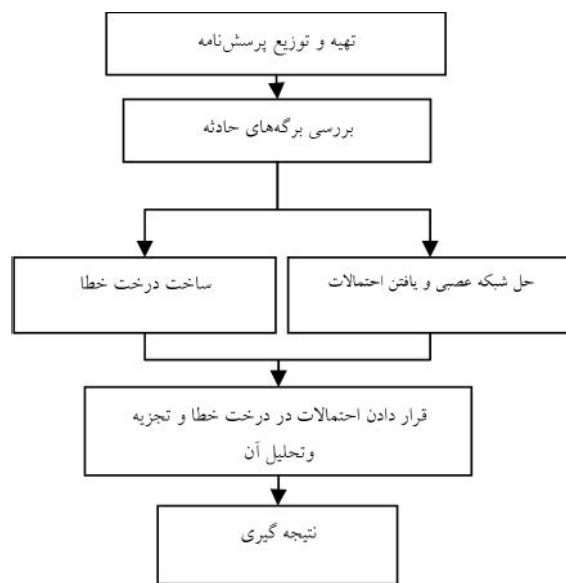 تهیه و توزیع پرسش‌نامه
بررسی برگه‌های حادثه
حل شبکه عصبی و یافتن احتمالات
ساخت درخت خطا
قرار دادن احتمالات در درخت خطا و تجزیه
وتحلیل آن
نتیجه گیری